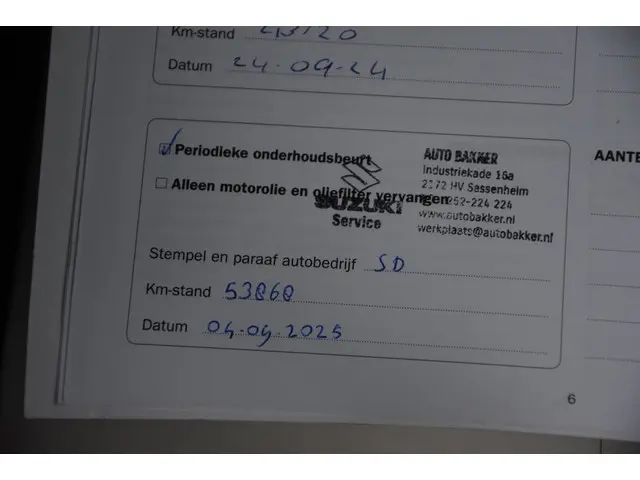 Km-stand
Datum 24-09-24
Periodieke onderhoudsbeurt
Alleen motorolie en oliefilter vervangen
SUZUKI
Service
AUTO BAKKER
Industriekade 16a
2172 HV Sassenheim
0252-224 224
www.autobakker.nl
werkplaats@autobakker.nl
Stempel en paraaf autobedrijf SD
Km-stand 53060
Datum 04-09-2025
AANTE
6